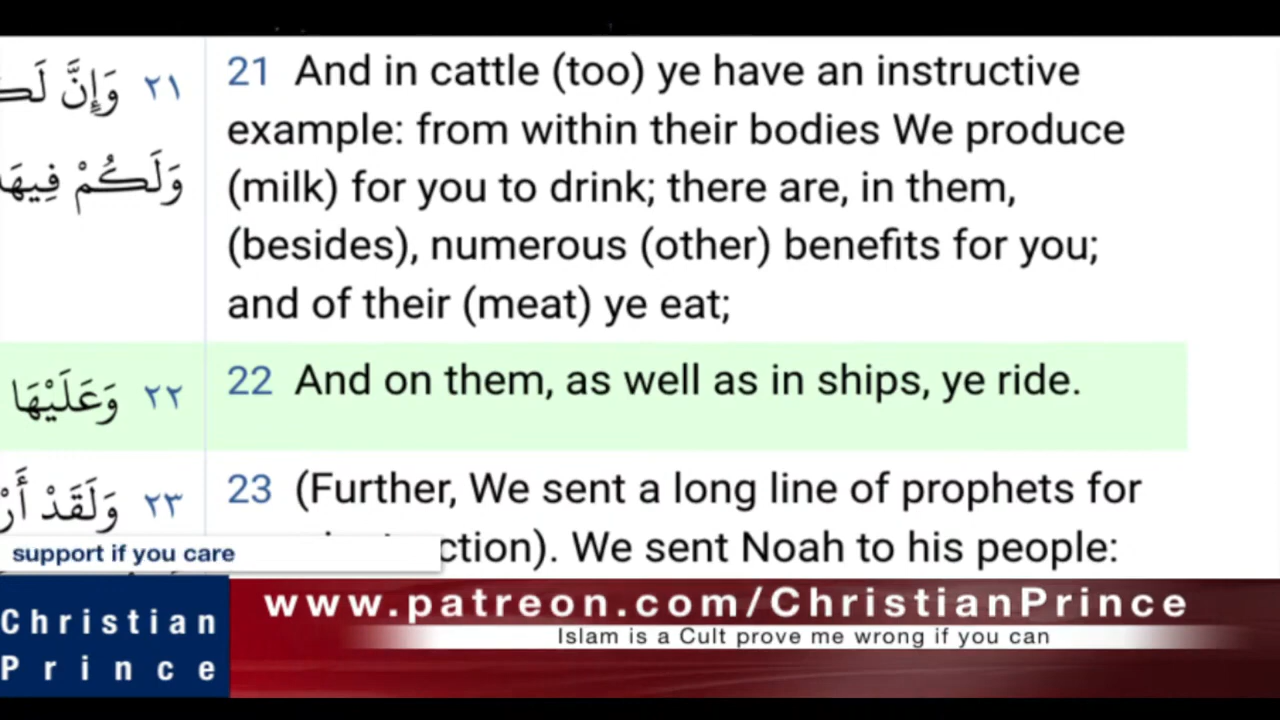 ٢١ وَإِنَّ
21 And in cattle (too) ye have an instructive
example: from within their bodies We produce
وَلَكُمْ
(milk) for you to drink; there are, in them,
(besides), numerous (other) benefits for you;
and of their (meat) ye eat;
٢٢ وَعَلَيْهَا
22 And on them, as well as in ships, ye ride.
٢٣ وَلَقَدْ
23 (Further, We sent a long line of prophets for
We sent Noah to his people:
support if you care
Christian
Prince
www.patreon.com/ChristianPrince
Islam is a Cult prove me wrong if you can